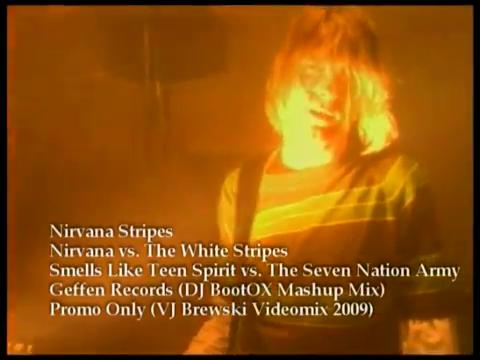 Nirvana Stripes
Nirvana vs. The White Stripes
Smells Like Teen Spirit vs. The Seven Nation Army
Geffen Records (DJ BootOX Mashup Mix)
Promo Only (VJ Brewski Videomix 2009)